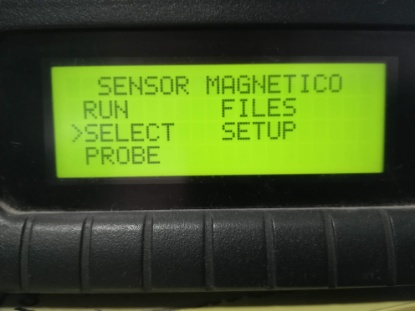 SENSOR MAGNETICO
RUN FILES
>SELECT SETUP
PROBE